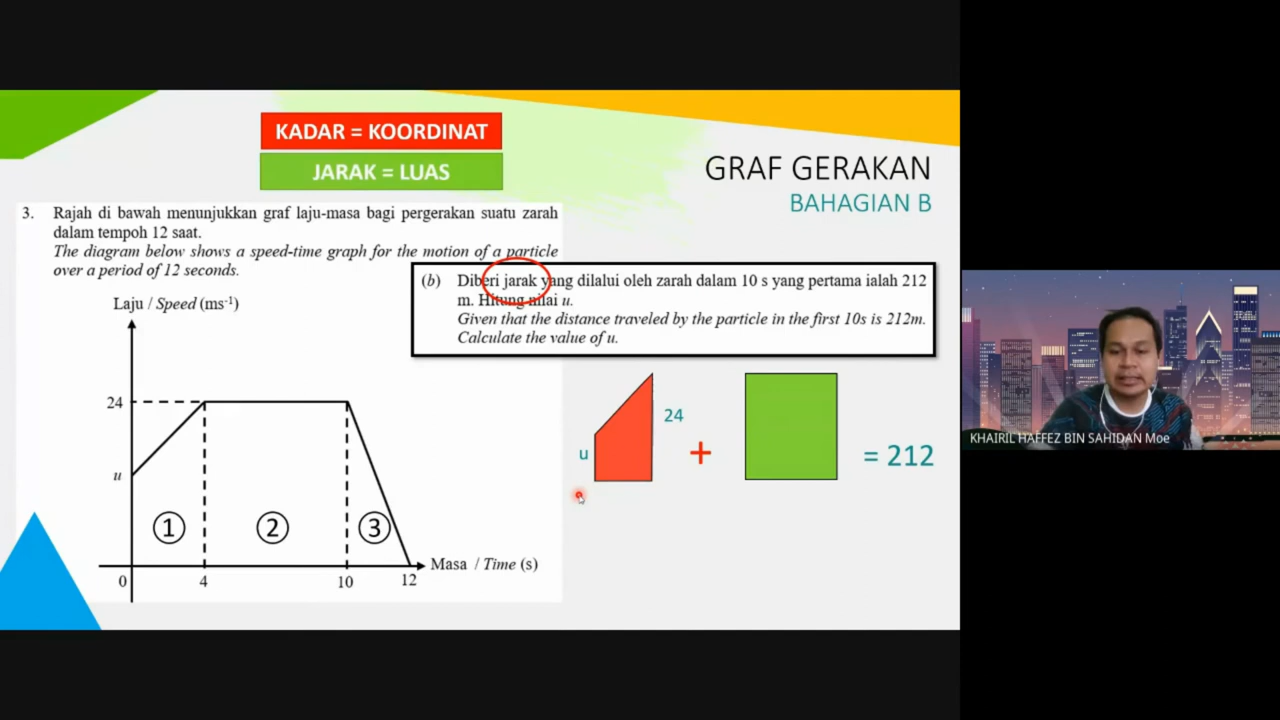 KADAR = KOORDINAT
JARAK = LUAS
GRAF GERAKAN
BAHAGIAN B
3. Rajah di bawah menunjukkan graf laju-masa bagi pergerakan suatu zarah
dalam tempoh 12 saat.
The diagram below shows a speed-time graph for the motion of a particle
over a period of 12 seconds.
(b) Diberi jarak yang dilalui oleh zarah dalam 10 s yang pertama ialah 212
m. Hitung nilai u.
Given that the distance traveled by the particle in the first 10s is 212m.
Calculate the value of u.
Laju / Speed (ms⁻¹)
24
u
1
2
3
Masa / Time (s)
0
4
10
12
24
u
+
= 212
KHAIRIL HAFFEZ BIN SAHIDAN Moe